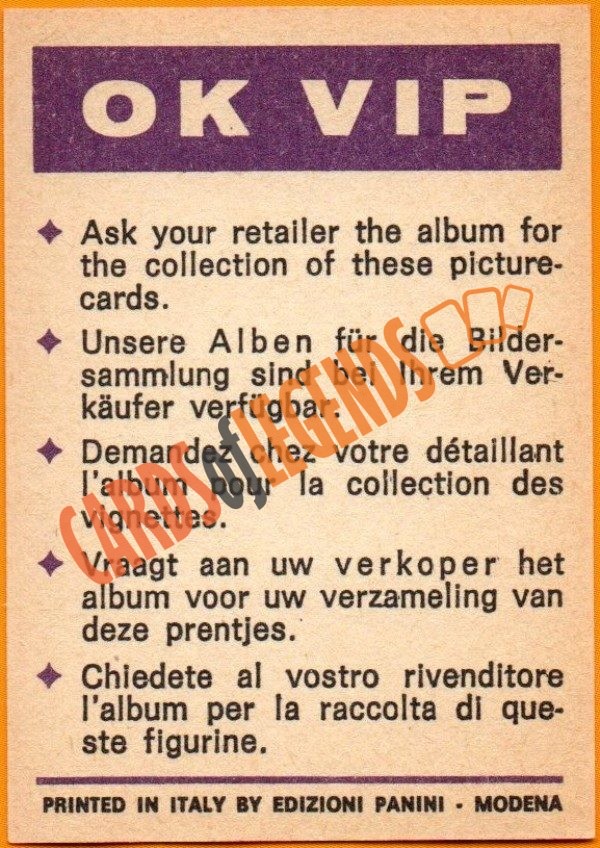 OK VIP
Ask your retailer the album for
the collection of these picture-
cards.
Unsere Alben für die Bilder-
sammlung sind bei Ihrem Ver-
käufer verfügbar.
Demandez chez votre détaillant
l'album pour la collection des
vignettes.
Vraagt aan uw verkoper het
album voor uw verzameling van
deze prentjes.
Chiedete al vostro rivenditore
l'album per la raccolta di que-
ste figurine.
PRINTED IN ITALY BY EDIZIONI PANINI - MODENA
CARDS of LEGENDS